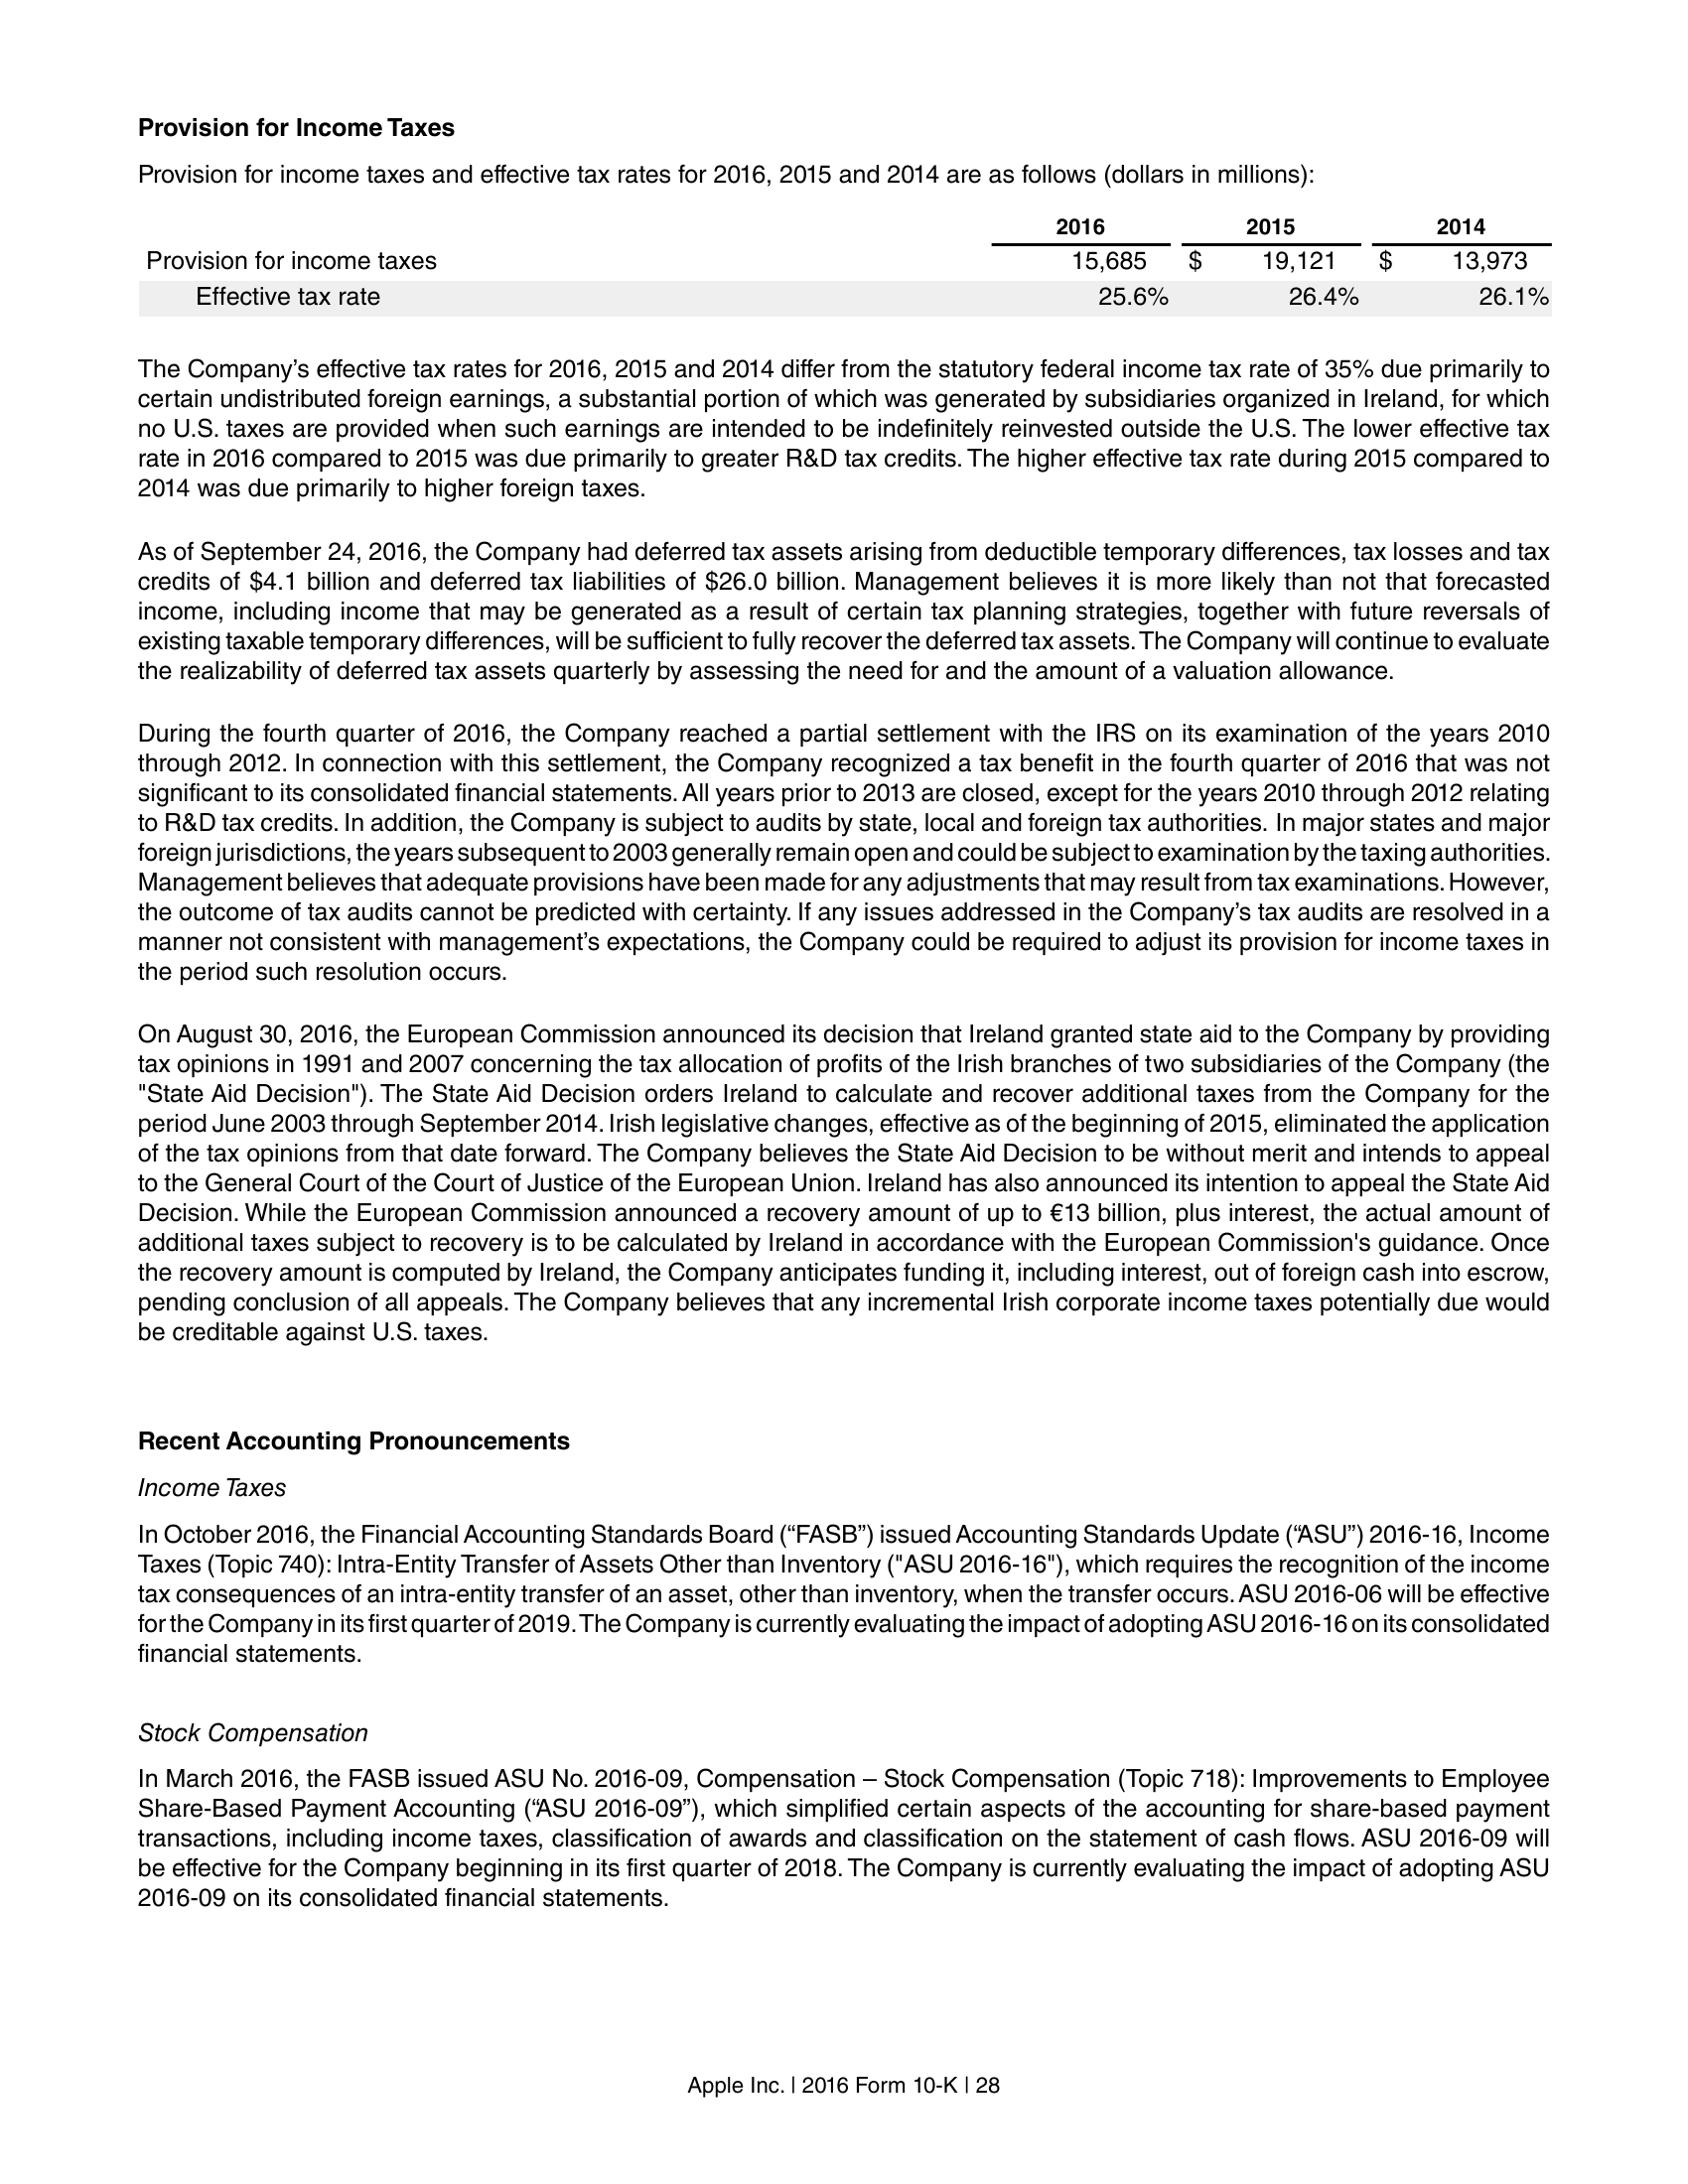 Provision for Income Taxes
Provision for income taxes and effective tax rates for 2016, 2015 and 2014 are as follows (dollars in millions):
2016 2015 2014
Provision for income taxes 15,685 $ 19,121 $ 13,973
Effective tax rate 25.6% 26.4% 26.1%
The Company’s effective tax rates for 2016, 2015 and 2014 differ from the statutory federal income tax rate of 35% due primarily to
certain undistributed foreign earnings, a substantial portion of which was generated by subsidiaries organized in Ireland, for which
no U.S. taxes are provided when such earnings are intended to be indefinitely reinvested outside the U.S. The lower effective tax
rate in 2016 compared to 2015 was due primarily to greater R&D tax credits. The higher effective tax rate during 2015 compared to
2014 was due primarily to higher foreign taxes.
As of September 24, 2016, the Company had deferred tax assets arising from deductible temporary differences, tax losses and tax
credits of $4.1 billion and deferred tax liabilities of $26.0 billion. Management believes it is more likely than not that forecasted
income, including income that may be generated as a result of certain tax planning strategies, together with future reversals of
existing taxable temporary differences, will be sufficient to fully recover the deferred tax assets. The Company will continue to evaluate
the realizability of deferred tax assets quarterly by assessing the need for and the amount of a valuation allowance.
During the fourth quarter of 2016, the Company reached a partial settlement with the IRS on its examination of the years 2010
through 2012. In connection with this settlement, the Company recognized a tax benefit in the fourth quarter of 2016 that was not
significant to its consolidated financial statements. All years prior to 2013 are closed, except for the years 2010 through 2012 relating
to R&D tax credits. In addition, the Company is subject to audits by state, local and foreign tax authorities. In major states and major
foreign jurisdictions, the years subsequent to 2003 generally remain open and could be subject to examination by the taxing authorities.
Management believes that adequate provisions have been made for any adjustments that may result from tax examinations. However,
the outcome of tax audits cannot be predicted with certainty. If any issues addressed in the Company’s tax audits are resolved in a
manner not consistent with management’s expectations, the Company could be required to adjust its provision for income taxes in
the period such resolution occurs.
On August 30, 2016, the European Commission announced its decision that Ireland granted state aid to the Company by providing
tax opinions in 1991 and 2007 concerning the tax allocation of profits of the Irish branches of two subsidiaries of the Company (the
"State Aid Decision"). The State Aid Decision orders Ireland to calculate and recover additional taxes from the Company for the
period June 2003 through September 2014. Irish legislative changes, effective as of the beginning of 2015, eliminated the application
of the tax opinions from that date forward. The Company believes the State Aid Decision to be without merit and intends to appeal
to the General Court of the Court of Justice of the European Union. Ireland has also announced its intention to appeal the State Aid
Decision. While the European Commission announced a recovery amount of up to €13 billion, plus interest, the actual amount of
additional taxes subject to recovery is to be calculated by Ireland in accordance with the European Commission's guidance. Once
the recovery amount is computed by Ireland, the Company anticipates funding it, including interest, out of foreign cash into escrow,
pending conclusion of all appeals. The Company believes that any incremental Irish corporate income taxes potentially due would
be creditable against U.S. taxes.
Recent Accounting Pronouncements
Income Taxes
In October 2016, the Financial Accounting Standards Board (“FASB”) issued Accounting Standards Update (“ASU”) 2016-16, Income
Taxes (Topic 740): Intra-Entity Transfer of Assets Other than Inventory ("ASU 2016-16"), which requires the recognition of the income
tax consequences of an intra-entity transfer of an asset, other than inventory, when the transfer occurs. ASU 2016-06 will be effective
for the Company in its first quarter of 2019. The Company is currently evaluating the impact of adopting ASU 2016-16 on its consolidated
financial statements.
Stock Compensation
In March 2016, the FASB issued ASU No. 2016-09, Compensation – Stock Compensation (Topic 718): Improvements to Employee
Share-Based Payment Accounting (“ASU 2016-09”), which simplified certain aspects of the accounting for share-based payment
transactions, including income taxes, classification of awards and classification on the statement of cash flows. ASU 2016-09 will
be effective for the Company beginning in its first quarter of 2018. The Company is currently evaluating the impact of adopting ASU
2016-09 on its consolidated financial statements.
Apple Inc. | 2016 Form 10-K | 28